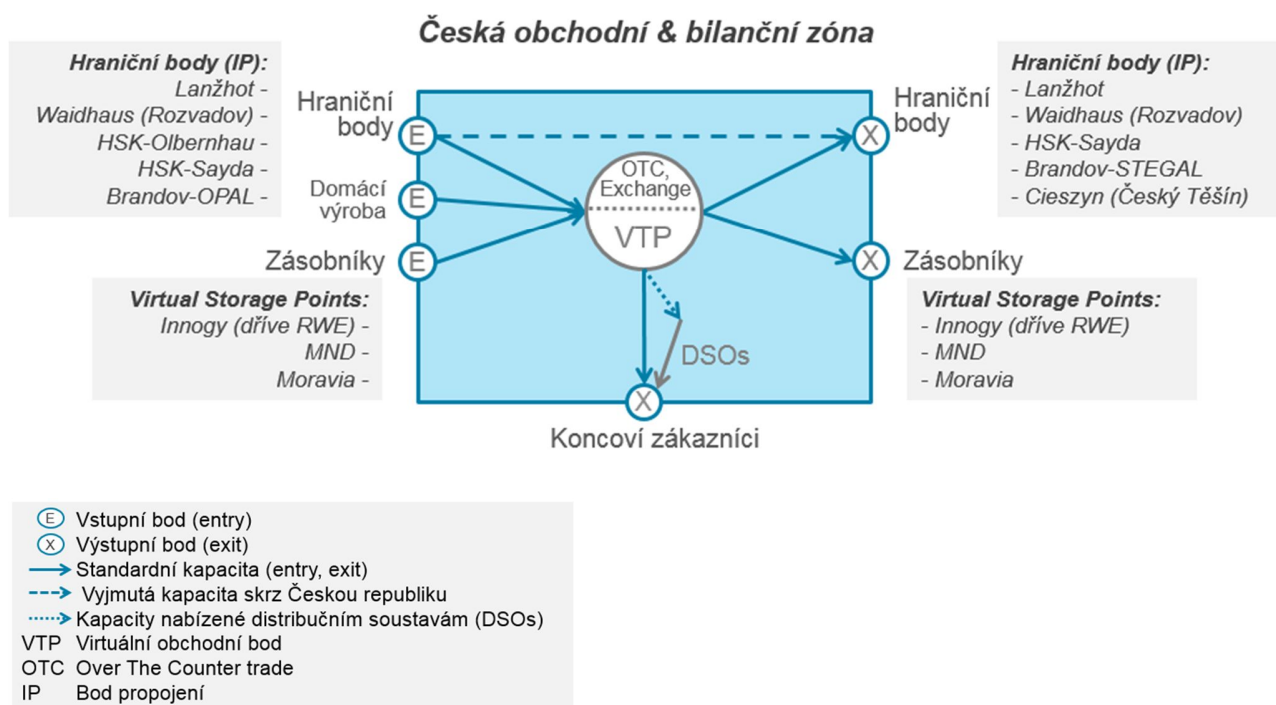 Česká obchodní & bilanční zóna
Hraniční body (IP):
Lanžhot -
Waidhaus (Rozvadov) -
HSK-Olbernhau -
HSK-Sayda -
Brandov-OPAL -
Hraniční
body
E
Domácí
výroba
E
Zásobníky
E
Virtual Storage Points:
Innogy (dříve RWE) -
MND -
Moravia -
OTC,
Exchange
VTP
DSOs
X
Koncoví zákazníci
X
Hraniční
body
Hraniční body (IP):
- Lanžhot
- Waidhaus (Rozvadov)
- HSK-Sayda
- Brandov-STEGAL
- Cieszyn (Český Těšín)
X
Zásobníky
Virtual Storage Points:
- Innogy (dříve RWE)
- MND
- Moravia
E Vstupní bod (entry)
X Výstupní bod (exit)
Standardní kapacita (entry, exit)
Vyjmutá kapacita skrz Českou republiku
Kapacity nabízené distribučním soustavám (DSOs)
VTP Virtuální obchodní bod
OTC Over The Counter trade
IP Bod propojení